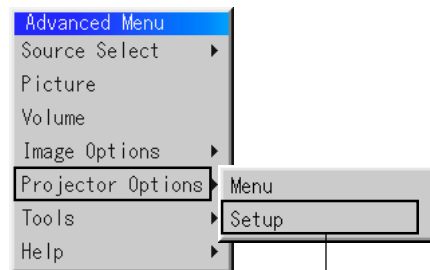 Advanced Menu
Source Select
Picture
Volume
Image Options
Projector Options
Tools
Help
Menu
Setup